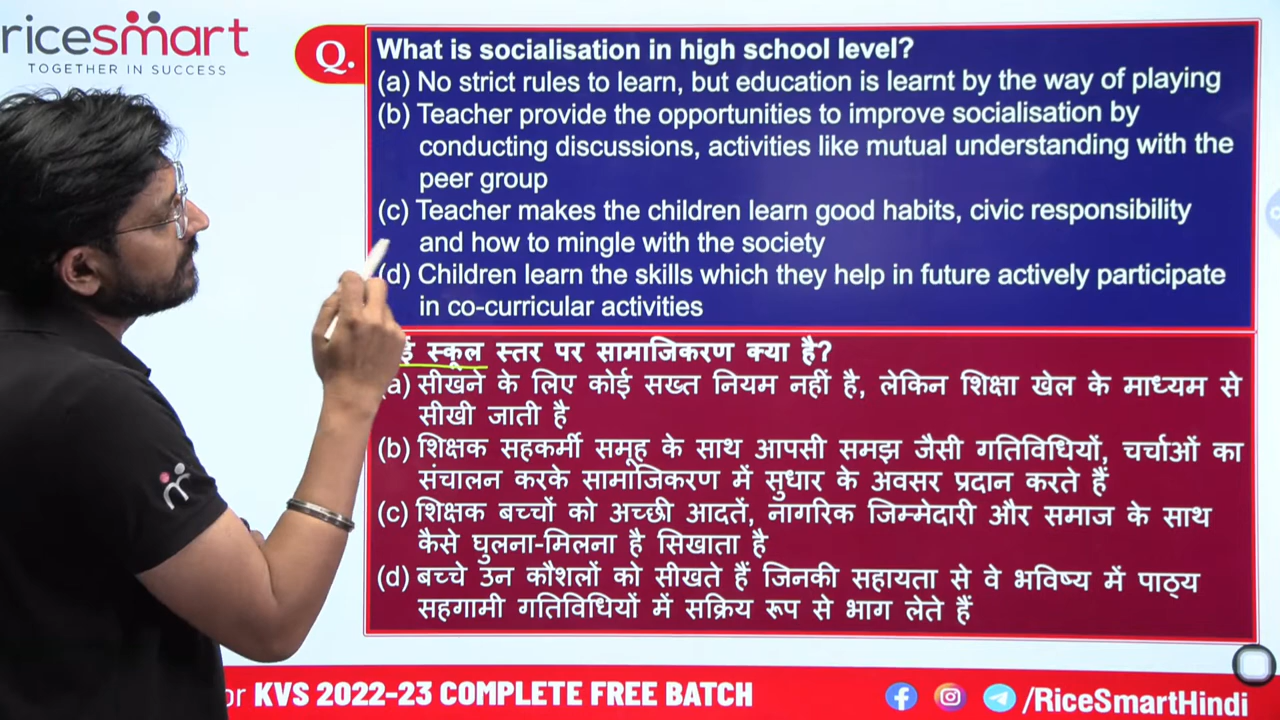 ricesmart
TOGETHER IN SUCCESS
Q.
What is socialisation in high school level?
(a) No strict rules to learn, but education is learnt by the way of playing
(b) Teacher provide the opportunities to improve socialisation by
conducting discussions, activities like mutual understanding with the
peer group
(c) Teacher makes the children learn good habits, civic responsibility
and how to mingle with the society
(d) Children learn the skills which they help in future actively participate
in co-curricular activities
स्कूल स्तर पर सामाजिकरण क्या है?
(a) सीखने के लिए कोई सख्त नियम नहीं है, लेकिन शिक्षा खेल के माध्यम से
सीखी जाती है
(b) शिक्षक सहकर्मी समूह के साथ आपसी समझ जैसी गतिविधियों, चर्चाओं का
संचालन करके सामाजिकरण में सुधार के अवसर प्रदान करते हैं
(c) शिक्षक बच्चों को अच्छी आदतें, नागरिक जिम्मेदारी और समाज के साथ
कैसे घुलना-मिलना है सिखाता है
(d) बच्चे उन कौशलों को सीखते हैं जिनकी सहायता से वे भविष्य में पाठ्य
सहगामी गतिविधियों में सक्रिय रूप से भाग लेते हैं
or KVS 2022-23 COMPLETE FREE BATCH
/RiceSmartHindi